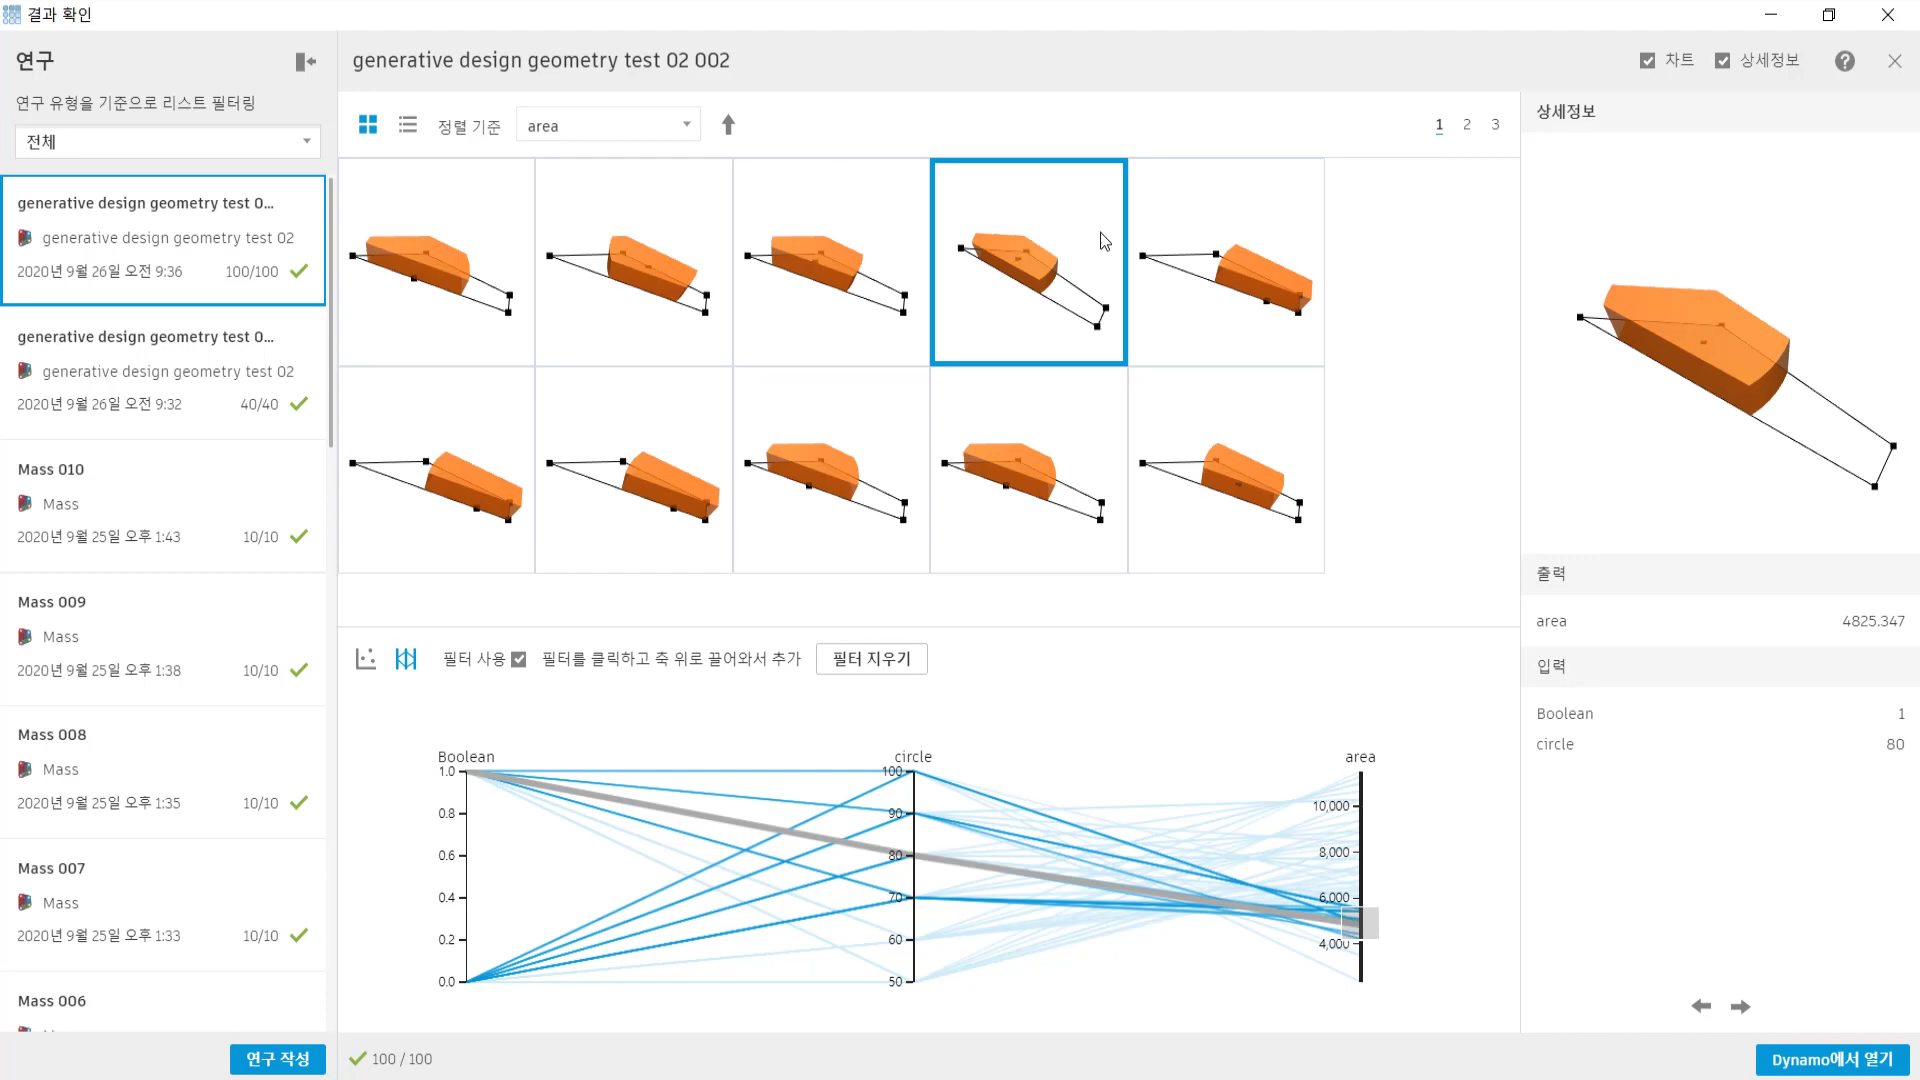 결과 확인
연구
연구 유형을 기준으로 리스트 필터링
전체
generative design geometry test 0...
generative design geometry test 02
2020년 9월 26일 오전 9:36 100/100
generative design geometry test 0...
generative design geometry test 02
2020년 9월 26일 오전 9:32 40/40
Mass 010
Mass
2020년 9월 25일 오후 1:43 10/10
Mass 009
Mass
2020년 9월 25일 오후 1:38 10/10
Mass 008
Mass
2020년 9월 25일 오후 1:35 10/10
Mass 007
Mass
2020년 9월 25일 오후 1:33 10/10
Mass 006
연구 작성
generative design geometry test 02 002
차트 상세정보 ?
정렬 기준 area 1 2 3
필터 사용 필터를 클릭하고 축 위로 끌어와서 추가 필터 지우기
Boolean circle area
1.0
0.8
0.6
0.4
0.2
0.0
100
90
80
70
60
50
10,000
8,000
6,000
4,000
100 / 100
상세정보
출력
area 4825.347
입력
Boolean 1
circle 80
Dynamo에서 열기